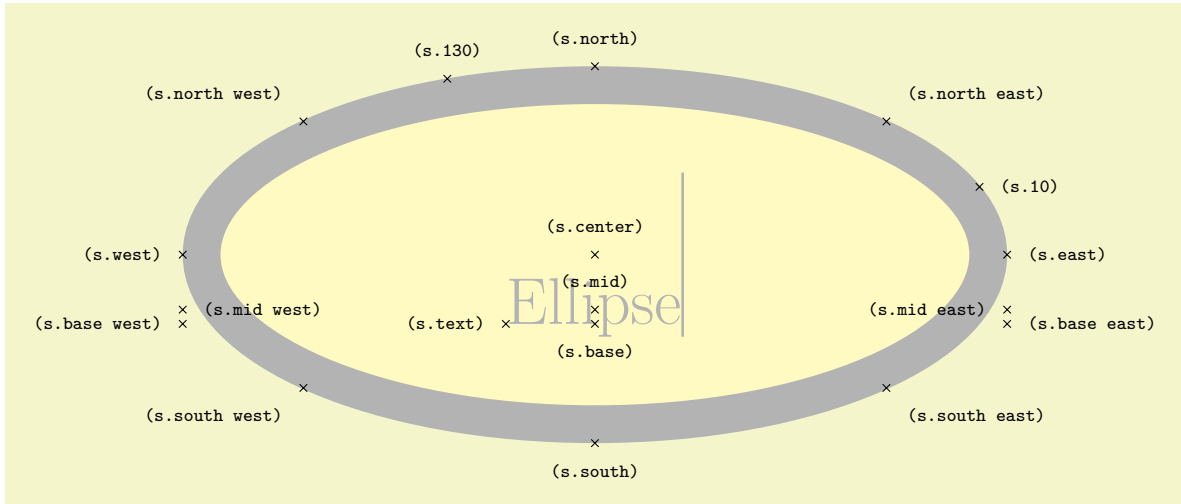 (s.north)
(s.130)
(s.north west)
(s.north east)
(s.10)
(s.center)
(s.west)
(s.east)
(s.mid)
Ellipse
(s.mid west)
(s.mid east)
(s.base west)
(s.text)
(s.base east)
(s.base)
(s.south west)
(s.south east)
(s.south)